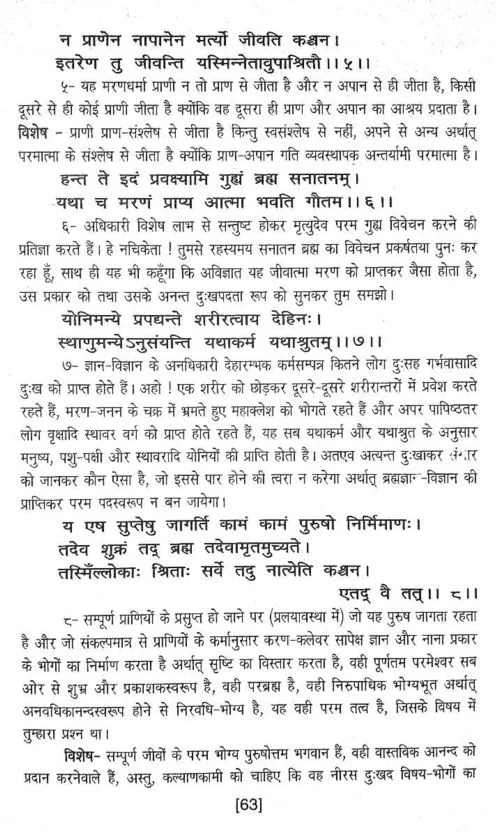 न प्राणेन नापानेन मर्त्यो जीवति कश्चन।
इतरेण तु जीवन्ति यस्मिन्नेतावुपाश्रितौ।।५।।
५- यह मरणधर्मा प्राणी न तो प्राण से जीता है और न अपान से ही जीता है, किसी
दूसरे से ही कोई प्राणी जीता है क्योंकि वह दूसरा ही प्राण और अपान का आश्रय प्रदाता है।
विशेष - प्राणी प्राण-संश्लेष से जीता है किन्तु स्वसंश्लेष से नहीं, अपने से अन्य अर्थात्
परमात्मा के संश्लेष से जीता है क्योंकि प्राण-अपान गति व्यवस्थापक अन्तर्यामी परमात्मा है।
हन्त ते इदं प्रवक्ष्यामि गुह्यं ब्रह्म सनातनम्।
यथा च मरणं प्राप्य आत्मा भवति गौतम।।६।।
६- अधिकारी विशेष लाभ से सन्तुष्ट होकर मृत्युदेव परम गुह्य विवेचन करने की
प्रतिज्ञा करते हैं। हे नचिकेता ! तुमसे रहस्यमय सनातन ब्रह्म का विवेचन प्रकर्षतया पुनः कर
रहा हूँ, साथ ही यह भी कहूँगा कि अविज्ञात यह जीवात्मा मरण को प्राप्तकर जैसा होता है,
उस प्रकार को तथा उसके अनन्त दुःखपदता रूप को सुनकर तुम समझो।
योनिमन्ये प्रपद्यन्ते शरीरत्वाय देहिनः।
स्थाणुमन्येऽनुसंयन्ति यथाकर्म यथाश्रुतम्।।७।।
७- ज्ञान-विज्ञान के अनधिकारी देहारम्भक कर्मसम्पन्न कितने लोग दुःसह गर्भवासादि
दुःख को प्राप्त होते हैं। अहो ! एक शरीर को छोड़कर दूसरे-दूसरे शरीरान्तरों में प्रवेश करते
रहते हैं, मरण-जनन के चक्र में भ्रमते हुए महाक्लेश को भोगते रहते हैं और अपर पापिष्ठतर
लोग वृक्षादि स्थावर वर्ग को प्राप्त होते रहते हैं, यह सब यथाकर्म और यथाश्रुत के अनुसार
मनुष्य, पशु-पक्षी और स्थावरादि योनियों की प्राप्ति होती है। अतएव अत्यन्त दुःखाकर संसार
को जानकर कौन ऐसा है, जो इससे पार होने की त्वरा न करेगा अर्थात् ब्रह्मज्ञान-विज्ञान की
प्राप्तिकर परम पदस्वरूप न बन जायेगा।
य एष सुप्तेषु जागर्ति कामं कामं पुरुषो निर्मिमाणः।
तदेव शुक्रं तद् ब्रह्म तदेवामृतमुच्यते।
तस्मिँल्लोकाः श्रिताः सर्वे तदु नात्येति कश्चन।
एतद् वै तत्।। ८।।
८- सम्पूर्ण प्राणियों के प्रसुप्त हो जाने पर (प्रलयावस्था में) जो यह पुरुष जागता रहता
है और जो संकल्पमात्र से प्राणियों के कर्मानुसार करण-कलेवर सापेक्ष ज्ञान और नाना प्रकार
के भोगों का निर्माण करता है अर्थात् सृष्टि का विस्तार करता है, वही पूर्णतम परमेश्वर सब
ओर से शुभ्र और प्रकाशकस्वरूप है, वही परब्रह्म है, वही निरुपाधिक भोग्यभूत अर्थात्
अनवधिकानन्दस्वरूप होने से निरवधि-भोग्य है, यह वही परम तत्व है, जिसके विषय में
तुम्हारा प्रश्न था।
विशेष- सम्पूर्ण जीवों के परम भोग्य पुरुषोत्तम भगवान हैं, वही वास्तविक आनन्द को
प्रदान करनेवाले हैं, अस्तु, कल्याणकामी को चाहिए कि वह नीरस दुःखद विषय-भोगों का
[63]